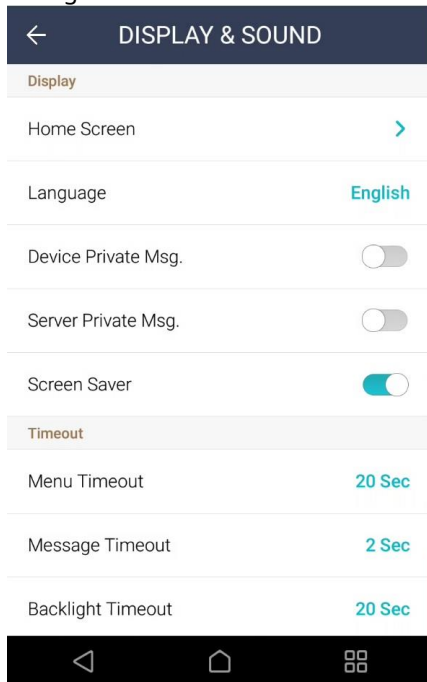 DISPLAY & SOUND
Display
Home Screen
Language English
Device Private Msg.
Server Private Msg.
Screen Saver
Timeout
Menu Timeout 20 Sec
Message Timeout 2 Sec
Backlight Timeout 20 Sec